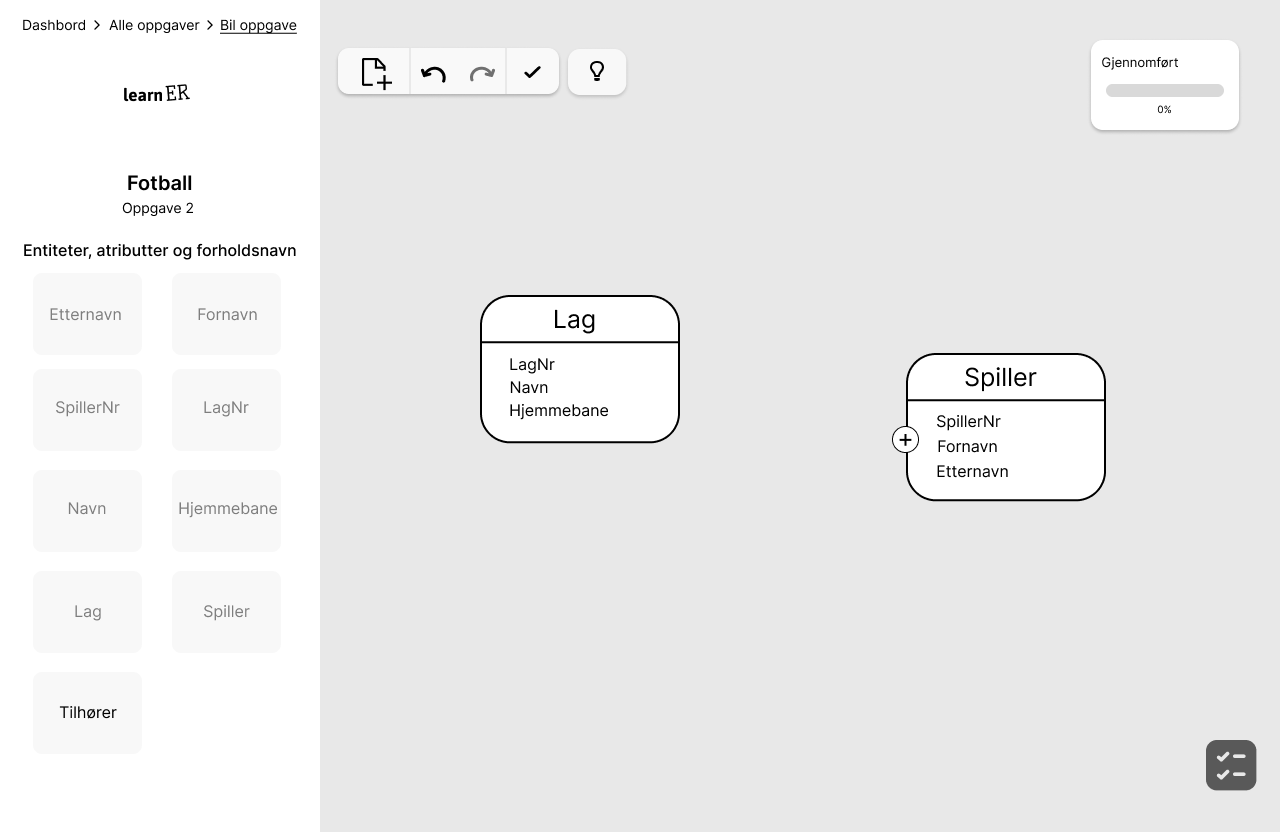 Dashbord > Alle oppgaver > Bil oppgave
learnER
Gjennomført
0%
Fotball
Oppgave 2
Entiteter, atributter og forholdsnavn
Etternavn
Fornavn
SpillerNr
LagNr
Navn
Hjemmebane
Lag
Spiller
Tilhører
Lag
LagNr
Navn
Hjemmebane
Spiller
SpillerNr
Fornavn
Etternavn